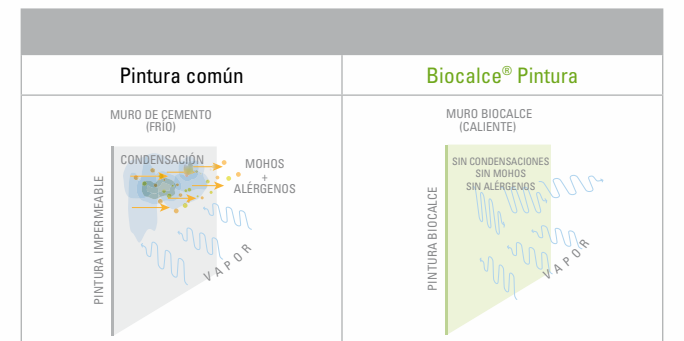 Pintura común
Biocalce® Pintura
MURO DE CEMENTO
(FRÍO)
CONDENSACIÓN
MOHOS
+
ALÉRGENOS
PINTURA IMPERMEABLE
VAPOR
MURO BIOCALCE
(CALIENTE)
SIN CONDENSACIONES
SIN MOHOS
SIN ALÉRGENOS
PINTURA BIOCALCE
VAPOR